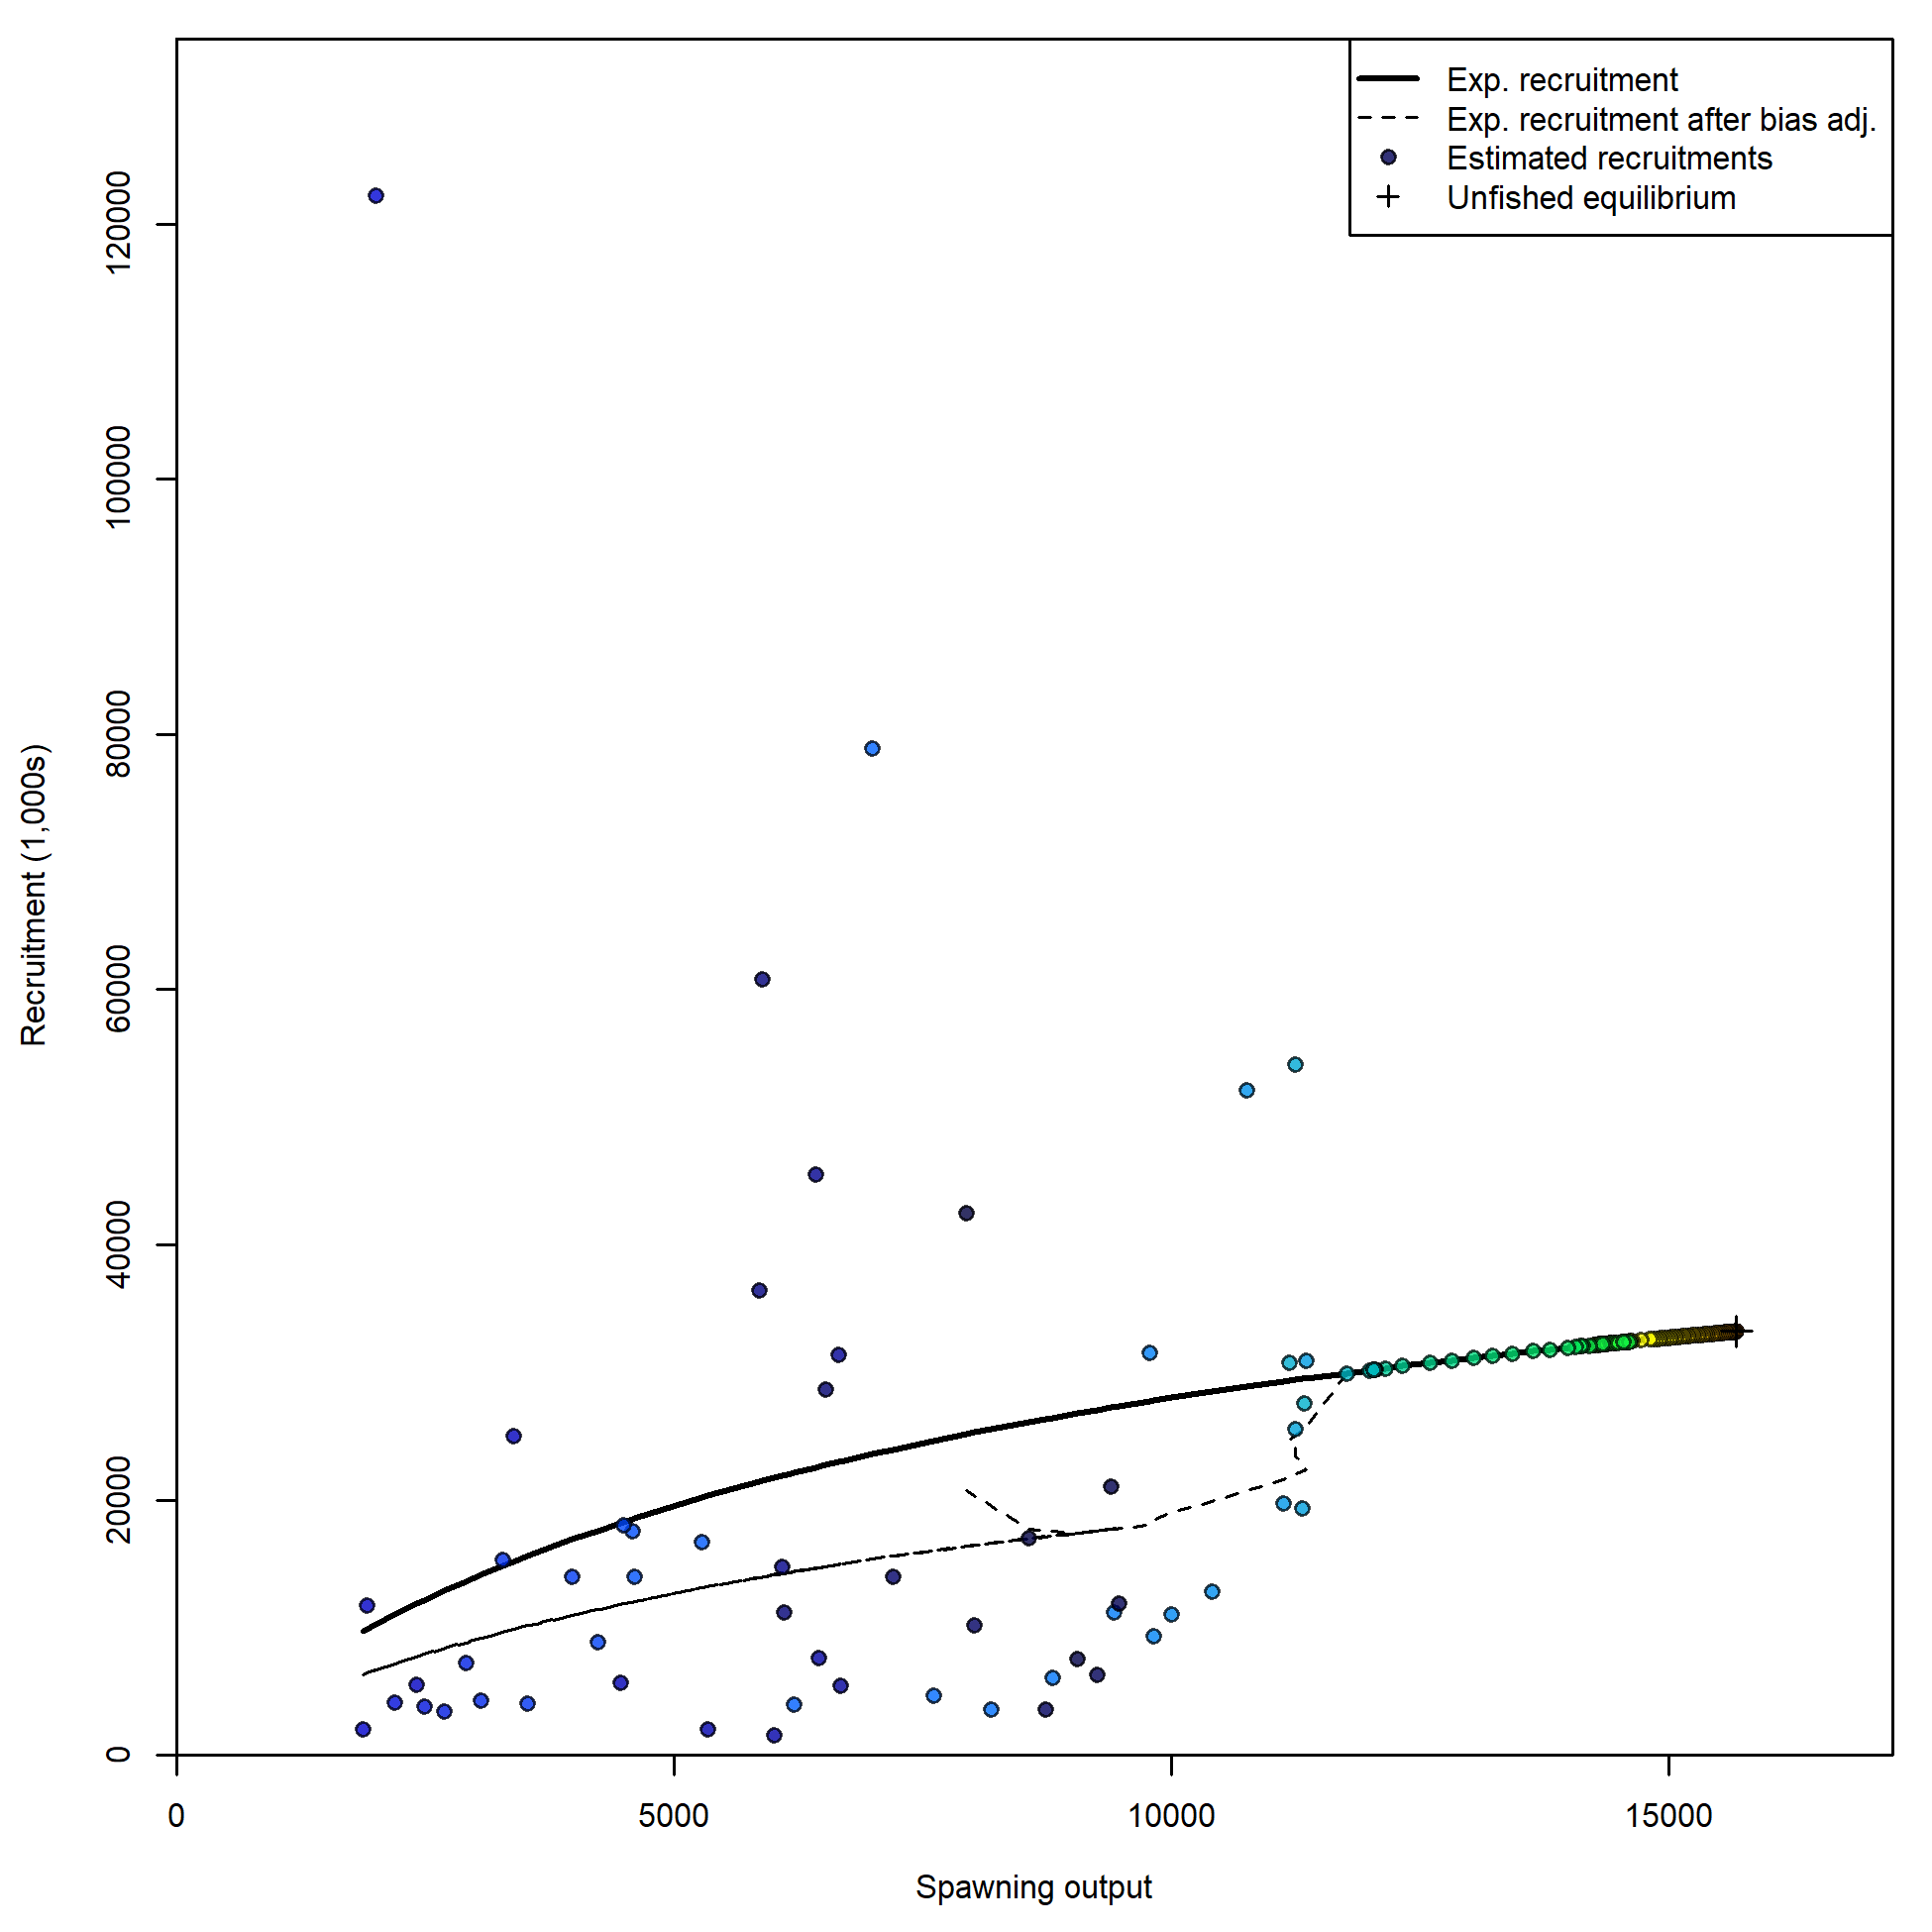 Exp. recruitment
Exp. recruitment after bias adj.
Estimated recruitments
Unfished equilibrium
120000
100000
80000
60000
40000
20000
0
Recruitment (1,000s)
0 5000 10000 15000
Spawning output